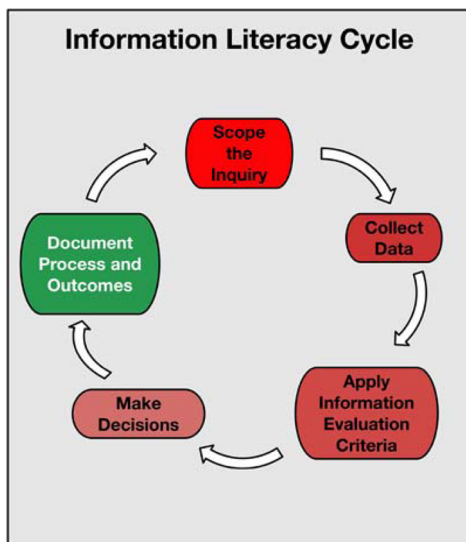 Information Literacy Cycle
Scope
the
Inquiry
Collect
Data
Apply
Information
Evaluation
Criteria
Make
Decisions
Document
Process and
Outcomes